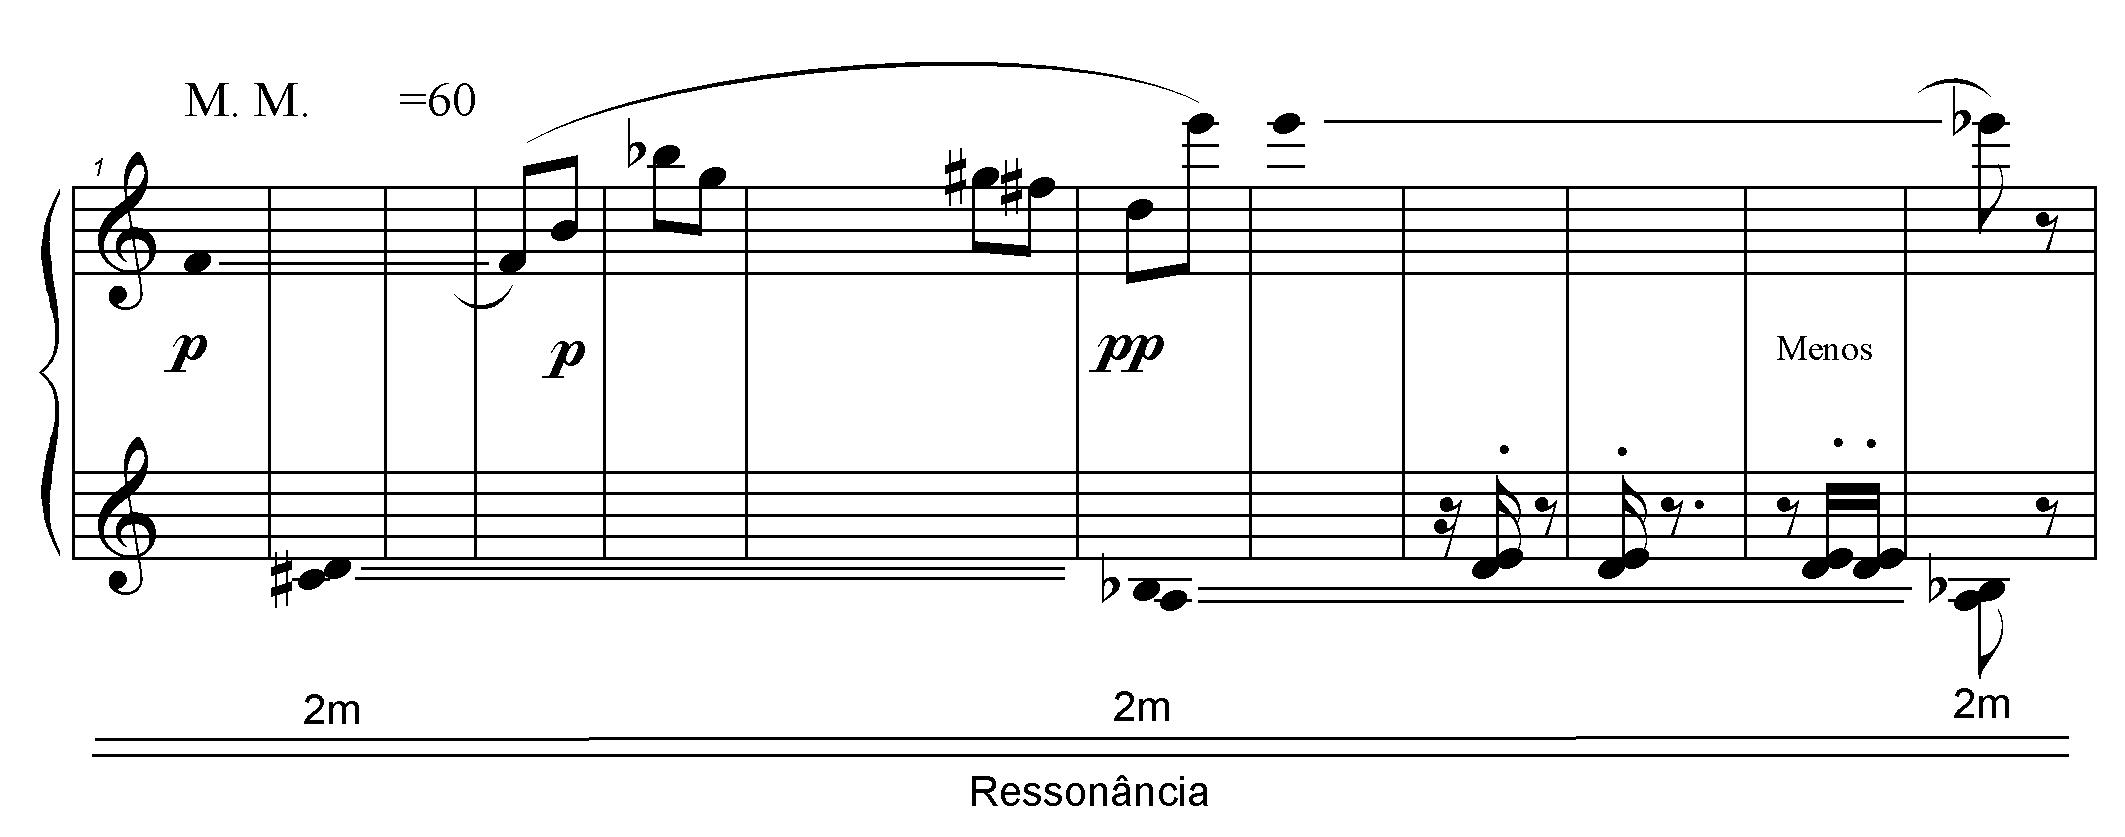 M. M. =60
1
p p pp Menos
2m 2m 2m
Ressonância